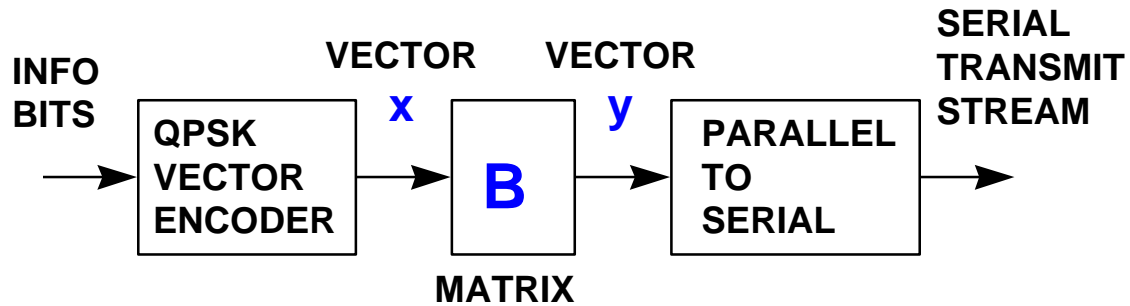 INFO
BITS
QPSK
VECTOR
ENCODER
VECTOR
x
B
MATRIX
VECTOR
y
PARALLEL
TO
SERIAL
SERIAL
TRANSMIT
STREAM